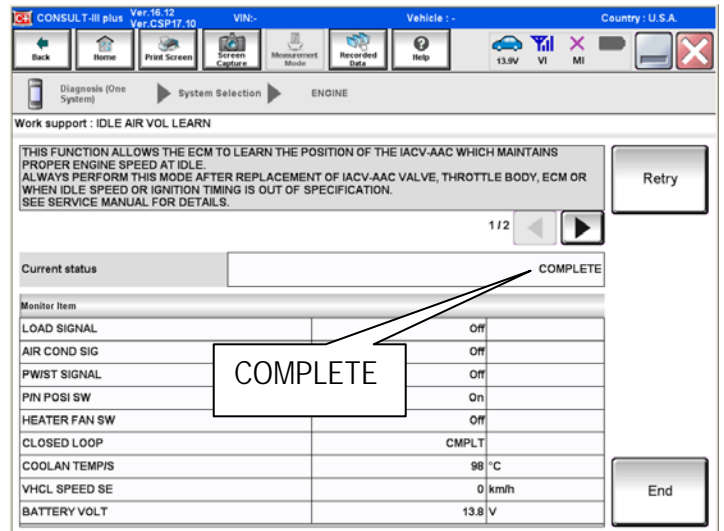 CONSULT-III plus Ver.16.12 Ver.CSP17.10 VIN:- Vehicle : - Country : U.S.A.
Back Home Print Screen Screen Capture Measurement Mode Recorded Data Help 13.9V VI MI
Diagnosis (One System) System Selection ENGINE
Work support : IDLE AIR VOL LEARN
THIS FUNCTION ALLOWS THE ECM TO LEARN THE POSITION OF THE IACV-AAC WHICH MAINTAINS
PROPER ENGINE SPEED AT IDLE.
ALWAYS PERFORM THIS MODE AFTER REPLACEMENT OF IACV-AAC VALVE, THROTTLE BODY, ECM OR
WHEN IDLE SPEED OR IGNITION TIMING IS OUT OF SPECIFICATION.
SEE SERVICE MANUAL FOR DETAILS.
Retry
1/2
Current status COMPLETE
Monitor Item
LOAD SIGNAL Off
AIR COND SIG Off
PW/ST SIGNAL Off
P/N POSI SW On
HEATER FAN SW Off
CLOSED LOOP CMPLT
COOLAN TEMP/S 98 °C
VHCL SPEED SE 0 km/h
BATTERY VOLT 13.8 V
COMPLETE
End